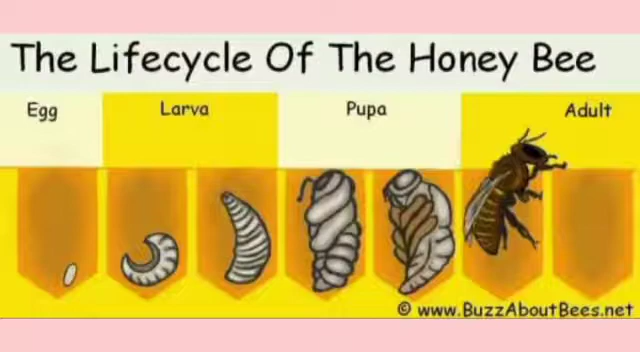 The Lifecycle Of The Honey Bee
Egg Larva Pupa Adult
© www.BuzzAboutBees.net